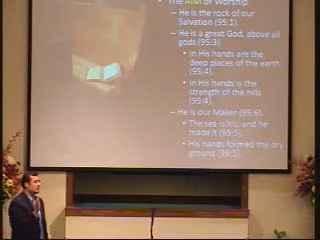 • The AIM of Worship
– He is the rock of our
Salvation (95:1).
– He is a great God, above all
gods (95:3).
• In His hands are the
deep places of the earth
(95:4).
• In His hands is the
strength of the hills
(95:4).
– He is our Maker (95:6).
• The sea is his, and he
made it (95:5).
• His hands formed the dry
ground (95:5).